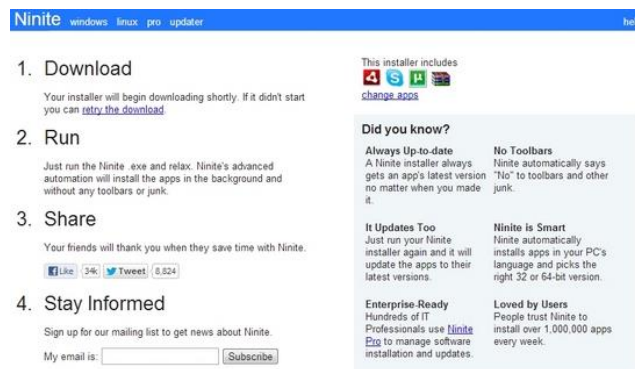 Ninite windows linux pro updater
1. Download
Your installer will begin downloading shortly. If it didn't start
you can retry the download.
2. Run
Just run the Ninite .exe and relax. Ninite's advanced
automation will install the apps in the background and
without any toolbars or junk.
3. Share
Your friends will thank you when they save time with Ninite.
Like 34k Tweet 8,824
4. Stay Informed
Sign up for our mailing list to get news about Ninite.
My email is: Subscribe
This installer includes
change apps
Did you know?
Always Up-to-date
A Ninite installer always
gets an app's latest version
no matter when you made
it.
No Toolbars
Ninite automatically says
"No" to toolbars and other
junk.
It Updates Too
Just run your Ninite
installer again and it will
update the apps to their
latest versions.
Ninite is Smart
Ninite automatically
installs apps in your PC's
language and picks the
right 32 or 64-bit version.
Enterprise-Ready
Hundreds of IT
Professionals use Ninite
Pro to manage software
installation and updates.
Loved by Users
People trust Ninite to
install over 1,000,000 apps
every week.